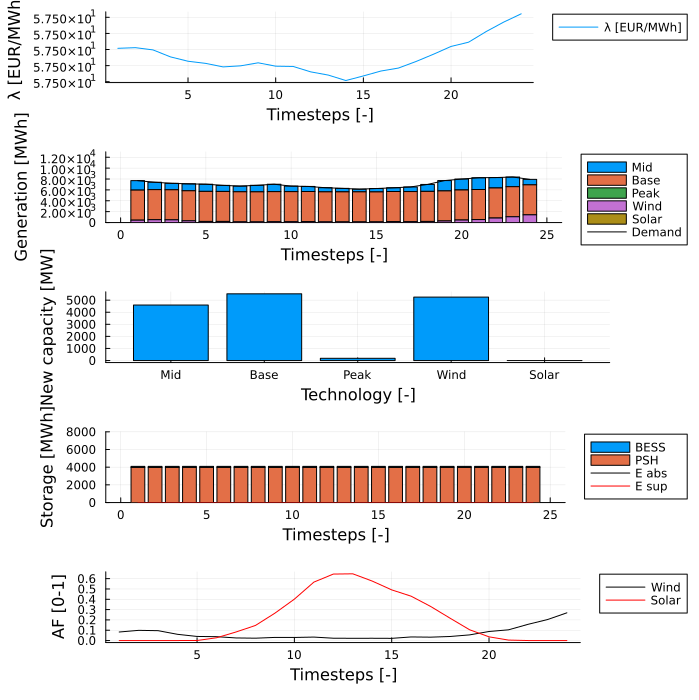 λ [EUR/MWh]
5.750×10¹
5.750×10¹
5.750×10¹
5.750×10¹
5.750×10¹
5 10 15 20
Timesteps [-]
λ [EUR/MWh]
Generation [MWh]
1.20×10⁴
1.00×10⁴
8.00×10³
6.00×10³
4.00×10³
2.00×10³
0
0 5 10 15 20 25
Timesteps [-]
Mid
Base
Peak
Wind
Solar
Demand
New capacity [MW]
5000
4000
3000
2000
1000
0
Mid Base Peak Wind Solar
Technology [-]
Storage [MWh]
8000
6000
4000
2000
0
0 5 10 15 20 25
Timesteps [-]
BESS
PSH
E abs
E sup
AF [0-1]
0.6
0.5
0.4
0.3
0.2
0.1
0.0
5 10 15 20
Timesteps [-]
Wind
Solar